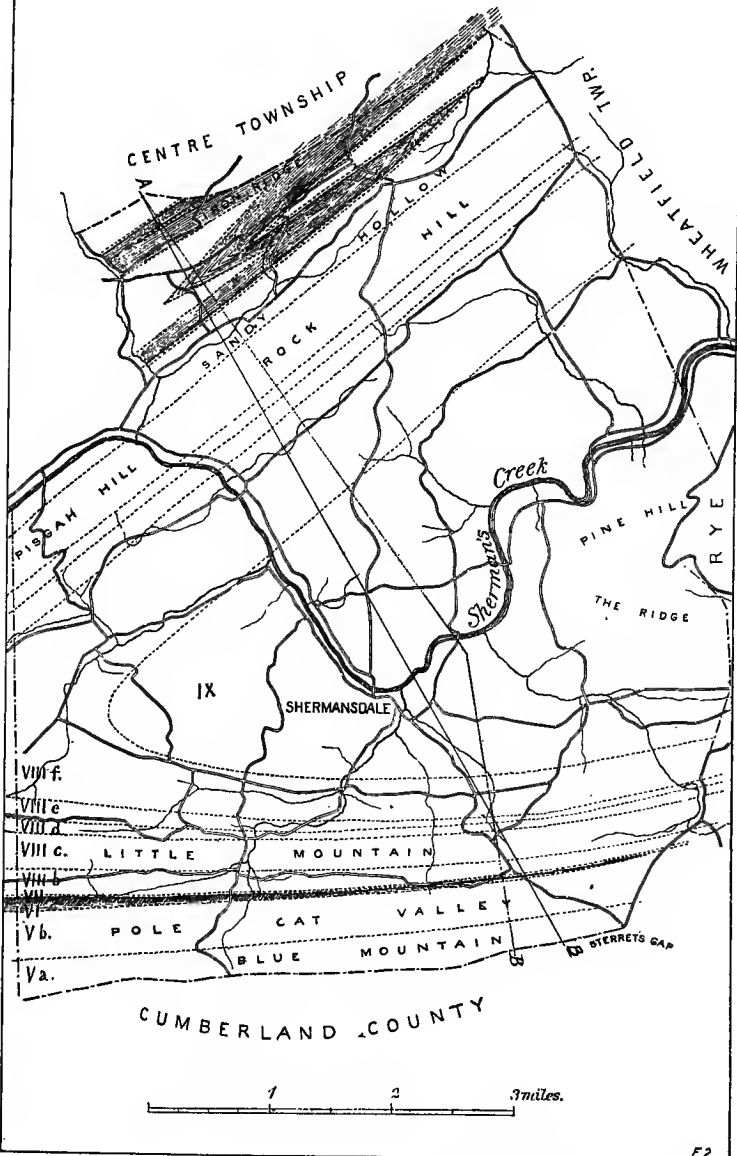 CENTRE TOWNSHIP
WHEATFIELD TWP.
A
HOLLOW
HILL
SANDY
ROCK
PISGAH HILL
Creek
Sherman's
PINE HILL
RYE
THE RIDGE
IX
SHERMANSDALE
VIII f.
VIII e
VIII d
VIII c. LITTLE MOUNTAIN
VIII b
VII
VI
Vb. POLE CAT VALLEY
BLUE MOUNTAIN
Va.
B
B
STERRETS GAP
CUMBERLAND COUNTY
1 2 3 miles.
F2